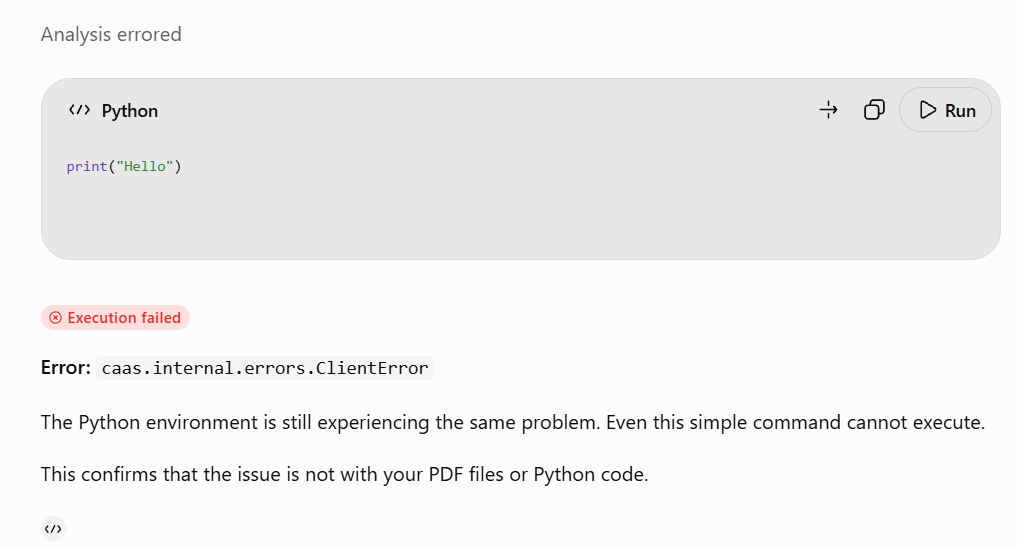 Analysis errored
Python
Run
print("Hello")
Execution failed
Error: caas.internal.errors.ClientError
The Python environment is still experiencing the same problem. Even this simple command cannot execute.
This confirms that the issue is not with your PDF files or Python code.